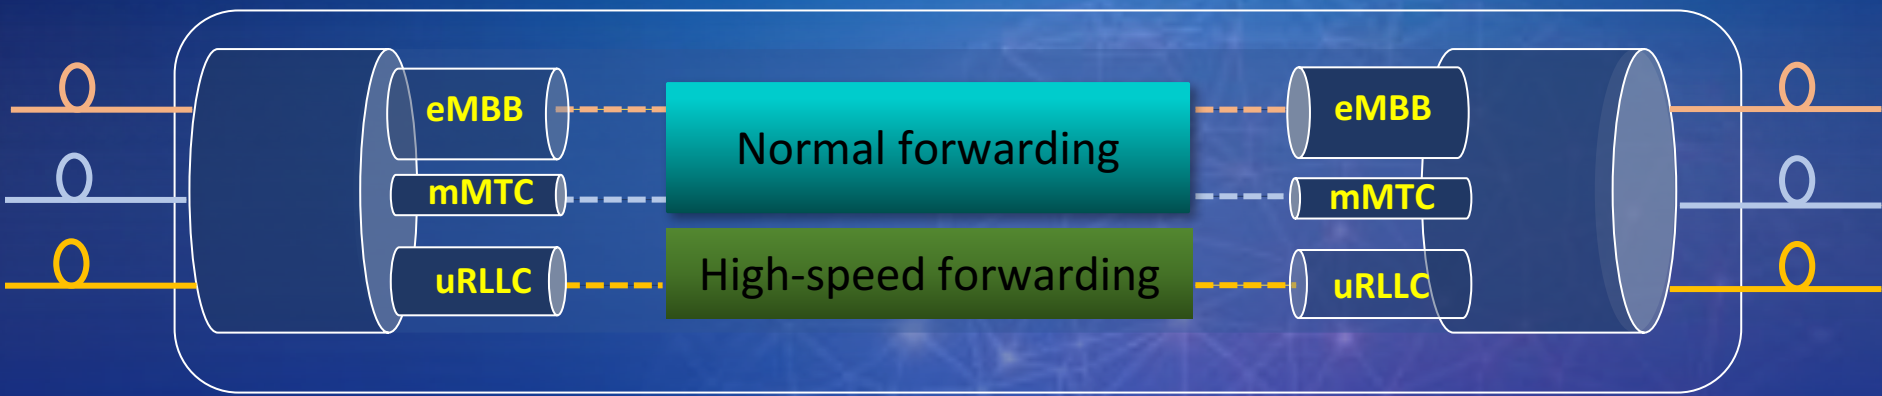 eMBB
Normal forwarding
eMBB
mMTC
mMTC
uRLLC
High-speed forwarding
uRLLC